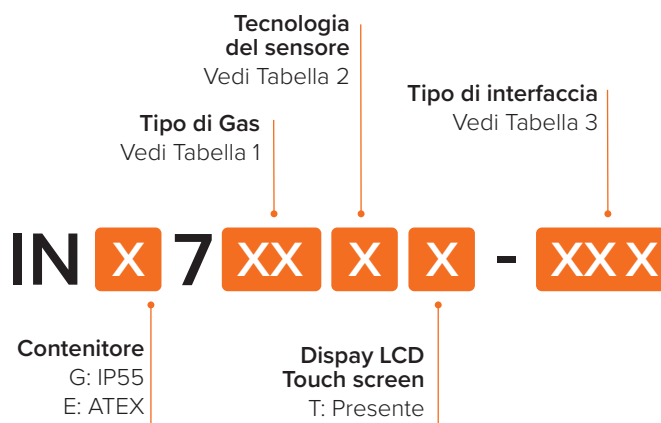 Tecnologia
del sensore
Vedi Tabella 2
Tipo di interfaccia
Vedi Tabella 3
Tipo di Gas
Vedi Tabella 1
IN X 7 XX X X - XX X
Contenitore
G: IP55
E: ATEX
Dispay LCD
Touch screen
T: Presente